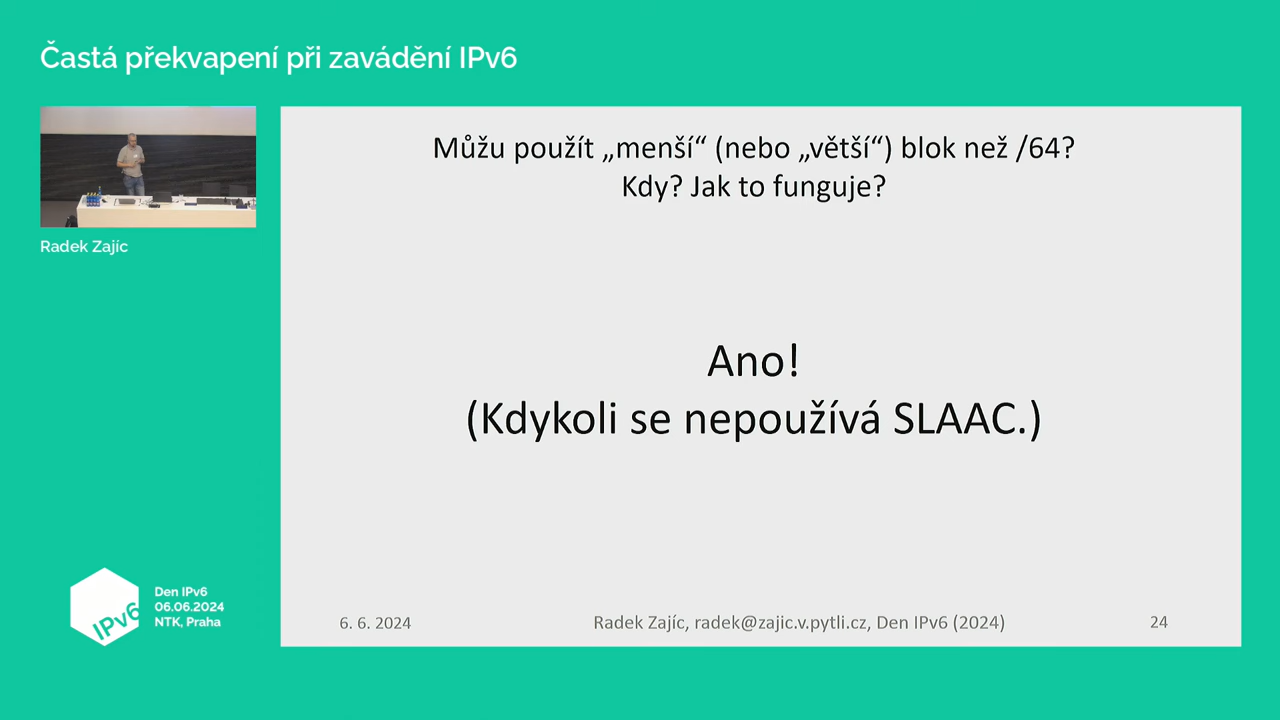 Častá překvapení při zavádění IPv6
Radek Zajíc
Můžu použít „menší“ (nebo „větší“) blok než /64?
Kdy? Jak to funguje?
Ano!
(Kdykoli se nepoužívá SLAAC.)
6. 6. 2024
Radek Zajíc, radek@zajic.v.pytli.cz, Den IPv6 (2024)
24
IPv6
Den IPv6
06.06.2024
NTK, Praha